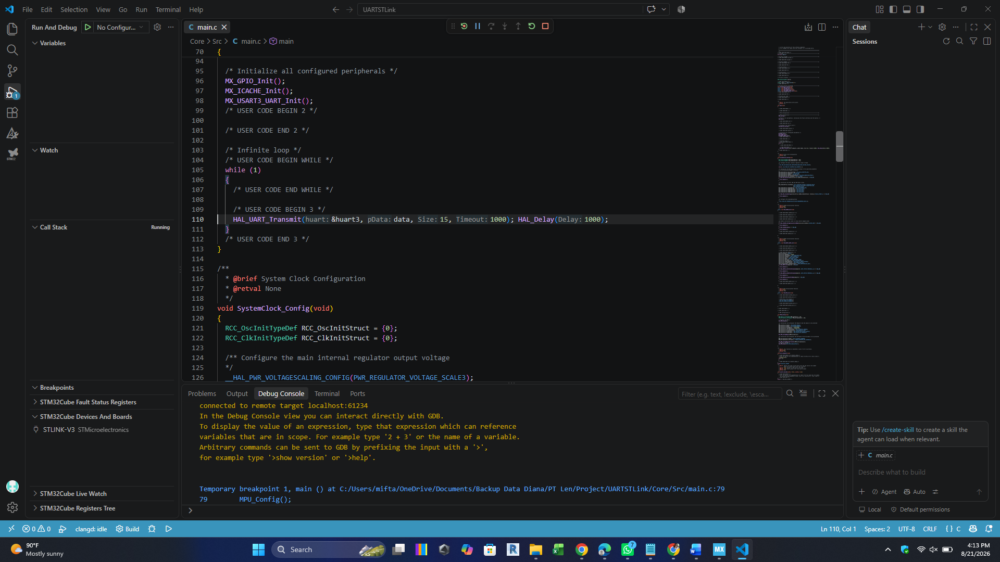 File Edit Selection View Go Run Terminal Help
UARTSTLink
Run And Debug No Configur...
Variables
Watch
Call Stack Running
Breakpoints
STM32Cube Fault Status Registers
STM32Cube Devices And Boards
STLINK-V3 STMicroelectronics
STM32Cube Live Watch
STM32Cube Registers Tree
1
STM32
C main.c
Core > Src > C main.c > main
70 {
94
95 /* Initialize all configured peripherals */
96 MX_GPIO_Init();
97 MX_ICACHE_Init();
98 MX_USART3_UART_Init();
99 /* USER CODE BEGIN 2 */
100
101 /* USER CODE END 2 */
102
103 /* Infinite loop */
104 /* USER CODE BEGIN WHILE */
105 while (1)
106 {
107 /* USER CODE END WHILE */
108
109 /* USER CODE BEGIN 3 */
110 HAL_UART_Transmit(huart: &huart3, pData: data, Size: 15, Timeout: 1000); HAL_Delay(Delay: 1000);
111 }
112 /* USER CODE END 3 */
113 }
114
115 /**
116 * @brief System Clock Configuration
117 * @retval None
118 */
119 void SystemClock_Config(void)
120 {
121 RCC_OscInitTypeDef RCC_OscInitStruct = {0};
122 RCC_ClkInitTypeDef RCC_ClkInitStruct = {0};
123
124 /** Configure the main internal regulator output voltage
125 */
126 __HAL_PWR_VOLTAGESCALING_CONFIG(PWR_REGULATOR_VOLTAGE_SCALE3);
Problems Output Debug Console Terminal Ports
Filter (e.g. text, !exclude, \esca...
connected to remote target localhost:61234
In the Debug Console view you can interact directly with GDB.
To display the value of an expression, type that expression which can reference
variables that are in scope. For example type '2 + 3' or the name of a variable.
Arbitrary commands can be sent to GDB by prefixing the input with a '>',
for example type '>show version' or '>help'.
Temporary breakpoint 1, main () at C:/Users/mifta/OneDrive/Documents/Backup Data Diana/PT Len/Project/UARTSTLink/Core/Src/main.c:79
79 MPU_Config();
>
Chat
Sessions
Tip: Use /create-skill to create a skill the
agent can load when relevant.
C main.c
Describe what to build
Agent Auto
Local Default permissions
0 0 clangd: idle Build
Ln 110, Col 1 Spaces: 2 UTF-8 CRLF { } C
90°F
Mostly sunny
Search
7
MX
4:13 PM
8/21/2026